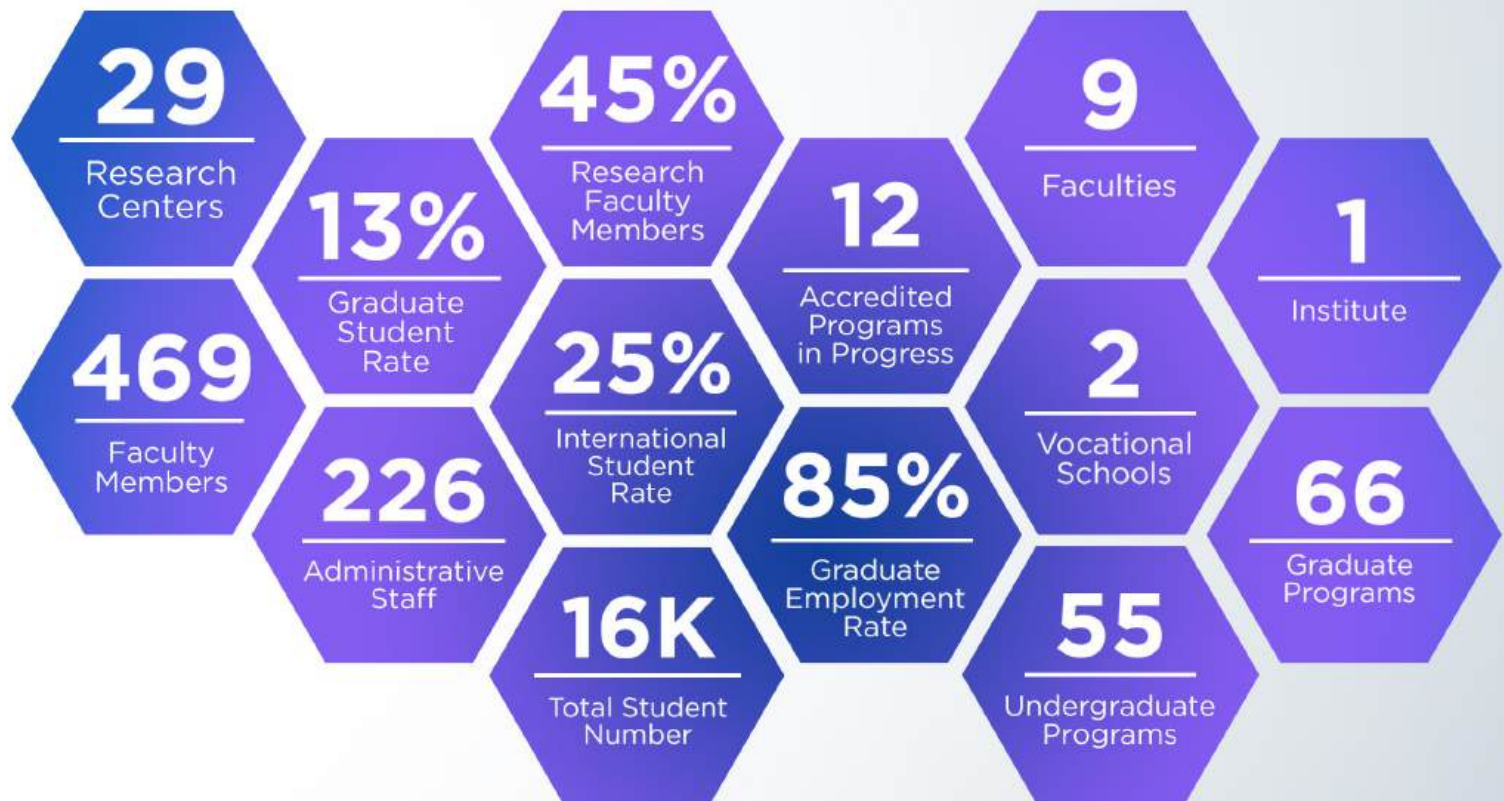 29
Research
Centers
45%
Research
Faculty
Members
9
Faculties
13%
Graduate
Student
Rate
12
Accredited
Programs
in Progress
1
Institute
469
Faculty
Members
25%
International
Student
Rate
2
Vocational
Schools
226
Administrative
Staff
85%
Graduate
Employment
Rate
66
Graduate
Programs
16K
Total Student
Number
55
Undergraduate
Programs